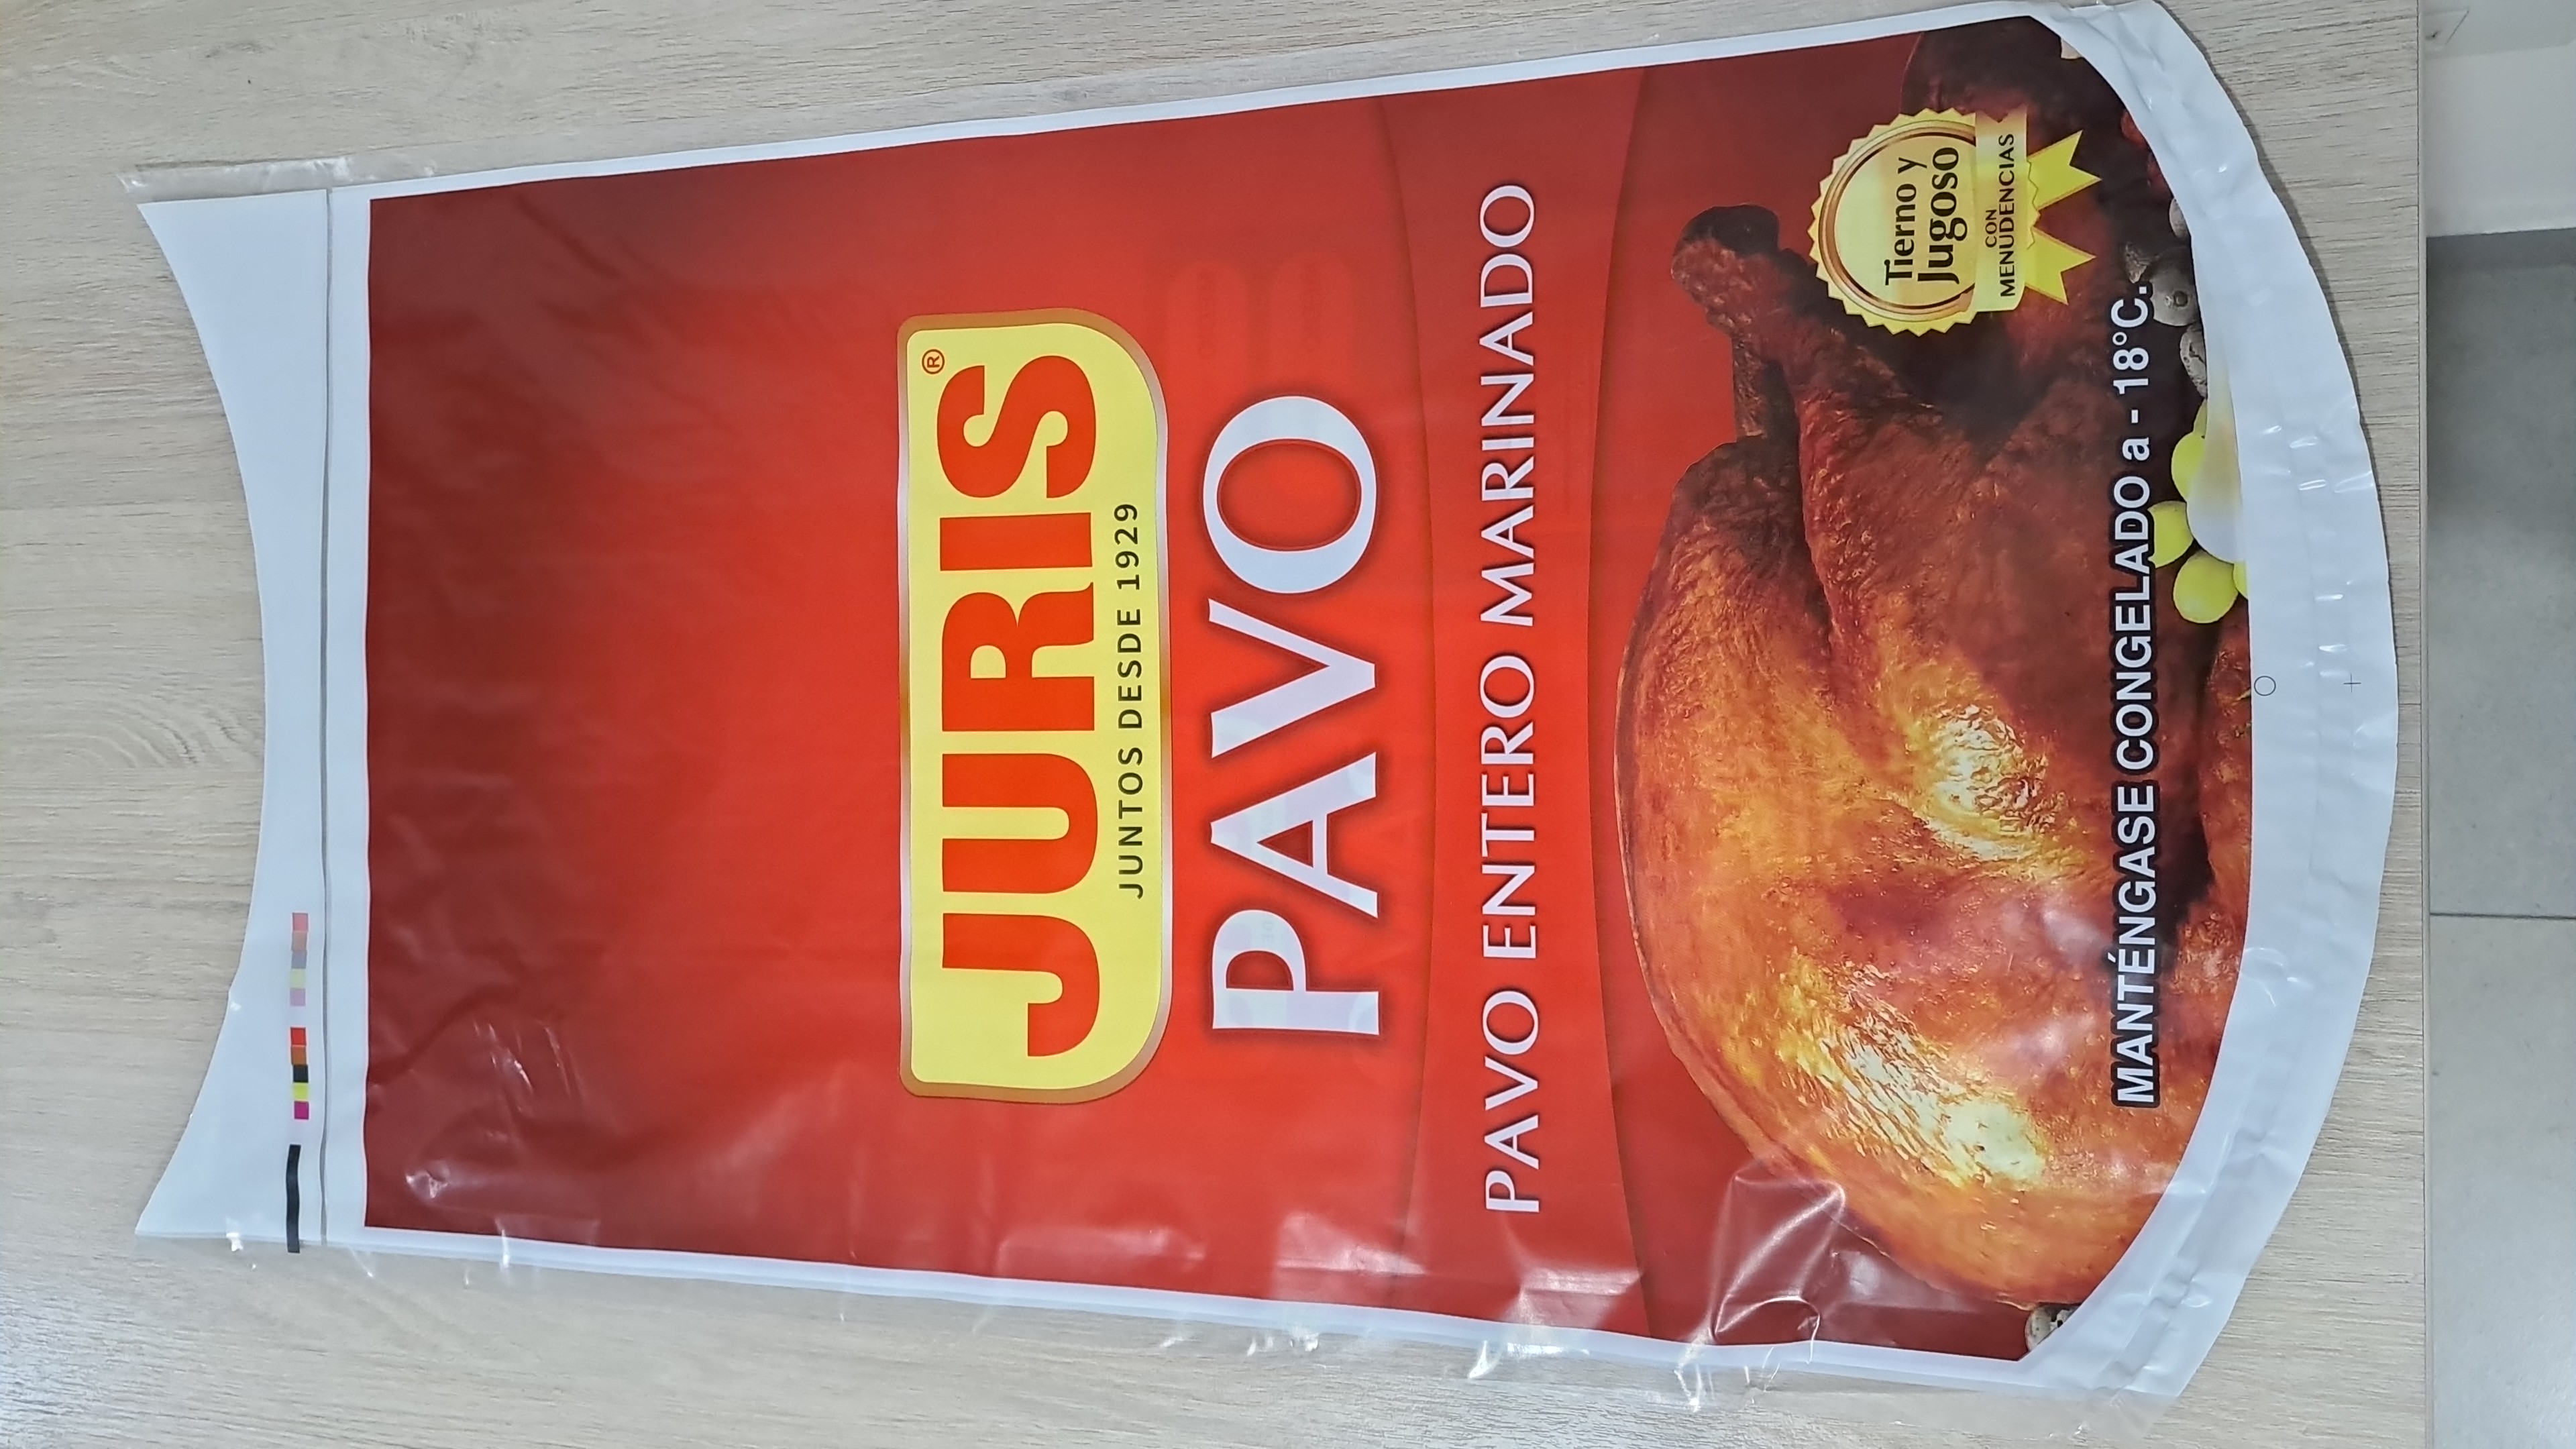 JURIS®
JUNTOS DESDE 1929
PAVO
PAVO ENTERO MARINADO
Tierno y
Jugoso
CON
MENUDENCIAS
MANTÉNGASE CONGELADO a - 18°C.